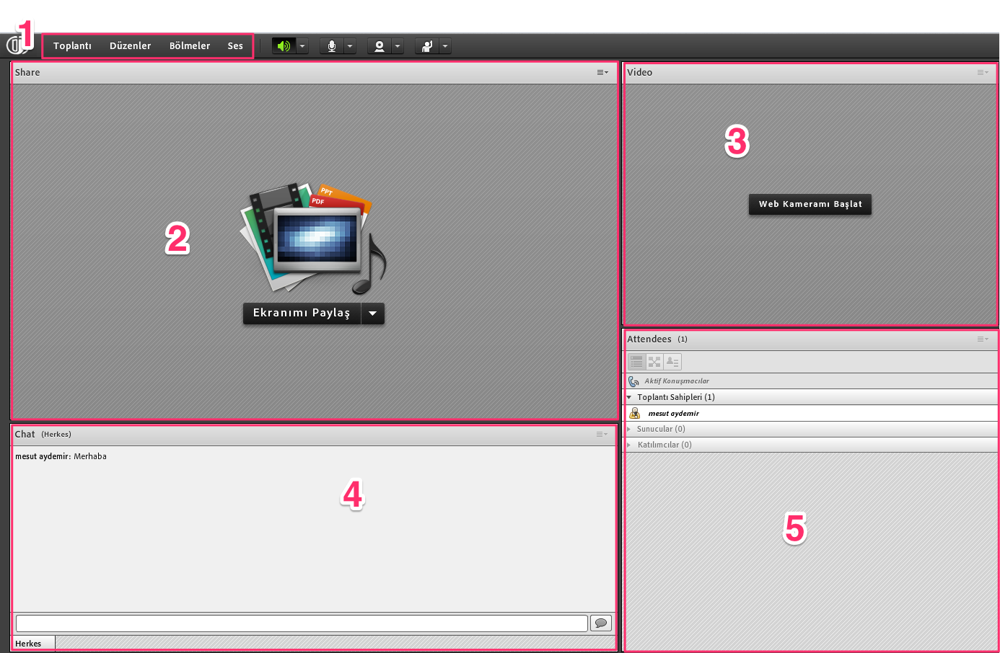 1
Toplantı Düzenler Bölmeler Ses
Share
Video
3
PPT
PDF
Web Kameramı Başlat
2
Ekranımı Paylaş
Attendees (1)
Aktif Konuşmacılar
Toplantı Sahipleri (1)
mesut aydemir
Sunucular (0)
Katılımcılar (0)
Chat (Herkes)
mesut aydemir: Merhaba
4
5
Herkes